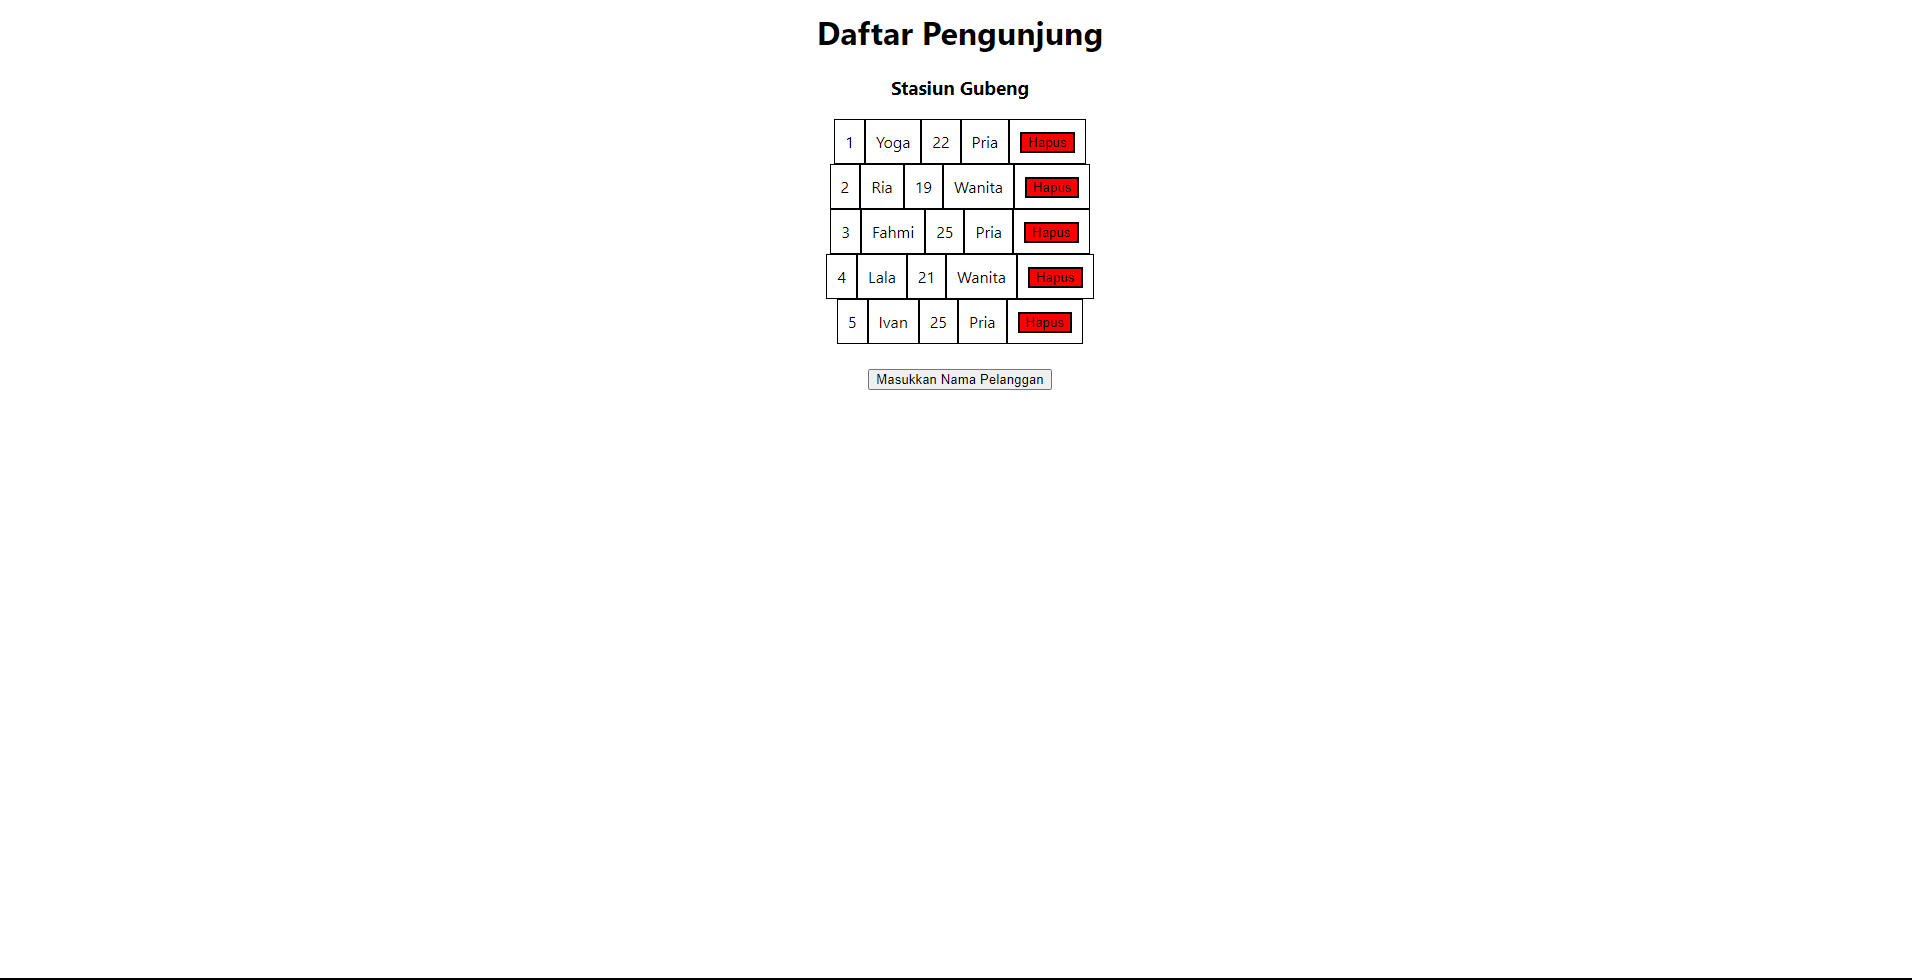 Daftar Pengunjung
Stasiun Gubeng
1 Yoga 22 Pria Hapus
2 Ria 19 Wanita Hapus
3 Fahmi 25 Pria Hapus
4 Lala 21 Wanita Hapus
5 Ivan 25 Pria Hapus
Masukkan Nama Pelanggan